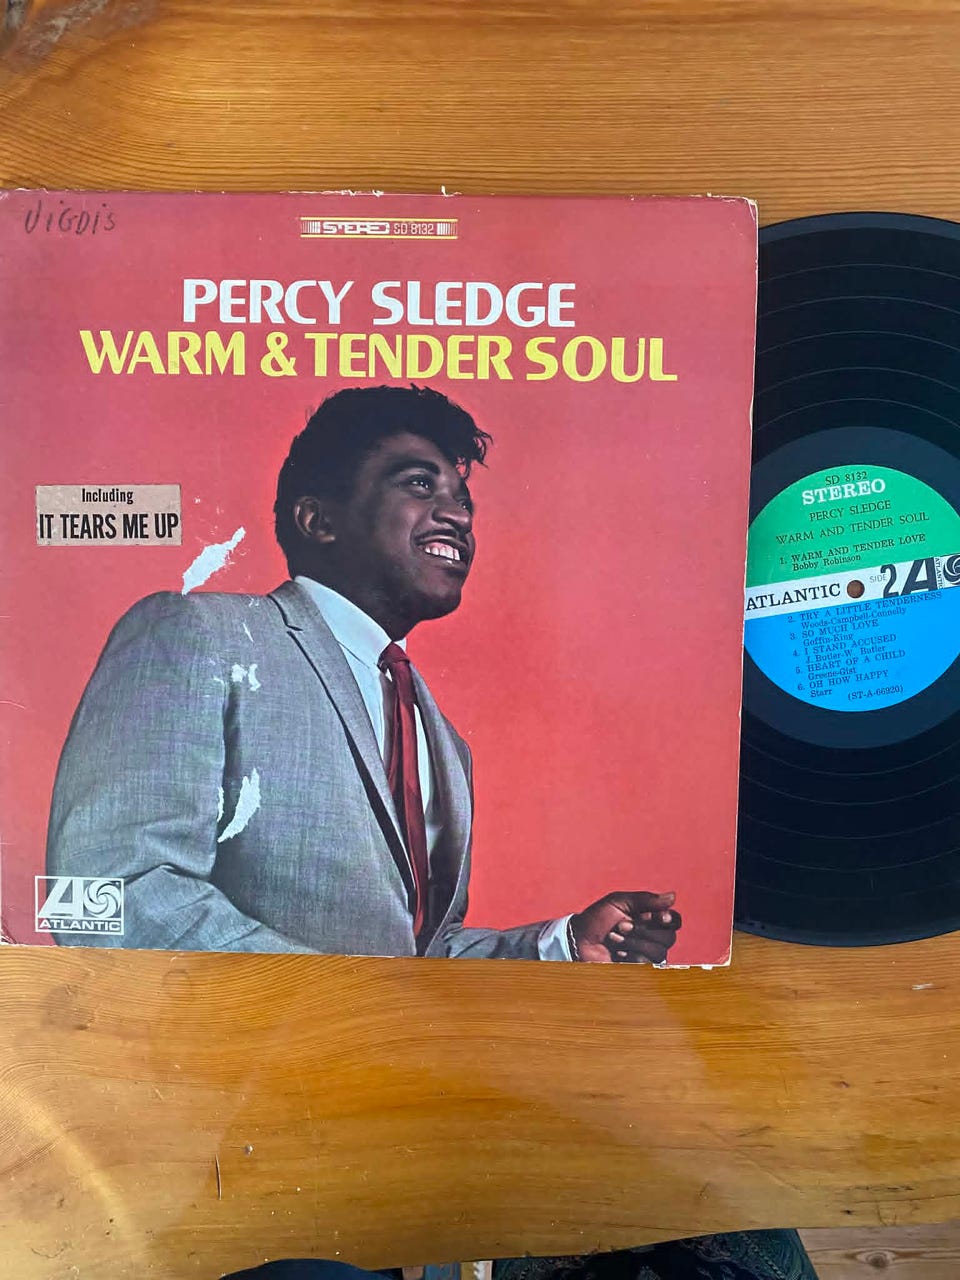 ViGDis
STEREO SD 8132
PERCY SLEDGE
WARM & TENDER SOUL
Including
IT TEARS ME UP
ATLANTIC
SD 8132
STEREO
PERCY SLEDGE
WARM AND TENDER SOUL
1. WARM AND TENDER LOVE
Bobby Robinson
ATLANTIC SIDE 2 ATLANTIC
2. TRY A LITTLE TENDERNESS
Woods-Campbell-Connelly
3. SO MUCH LOVE
Goffin-King
4. I STAND ACCUSED
J. Butler-W. Butler
5. HEART OF A CHILD
Greene-Gist
6. OH HOW HAPPY
Starr (ST-A-66920)